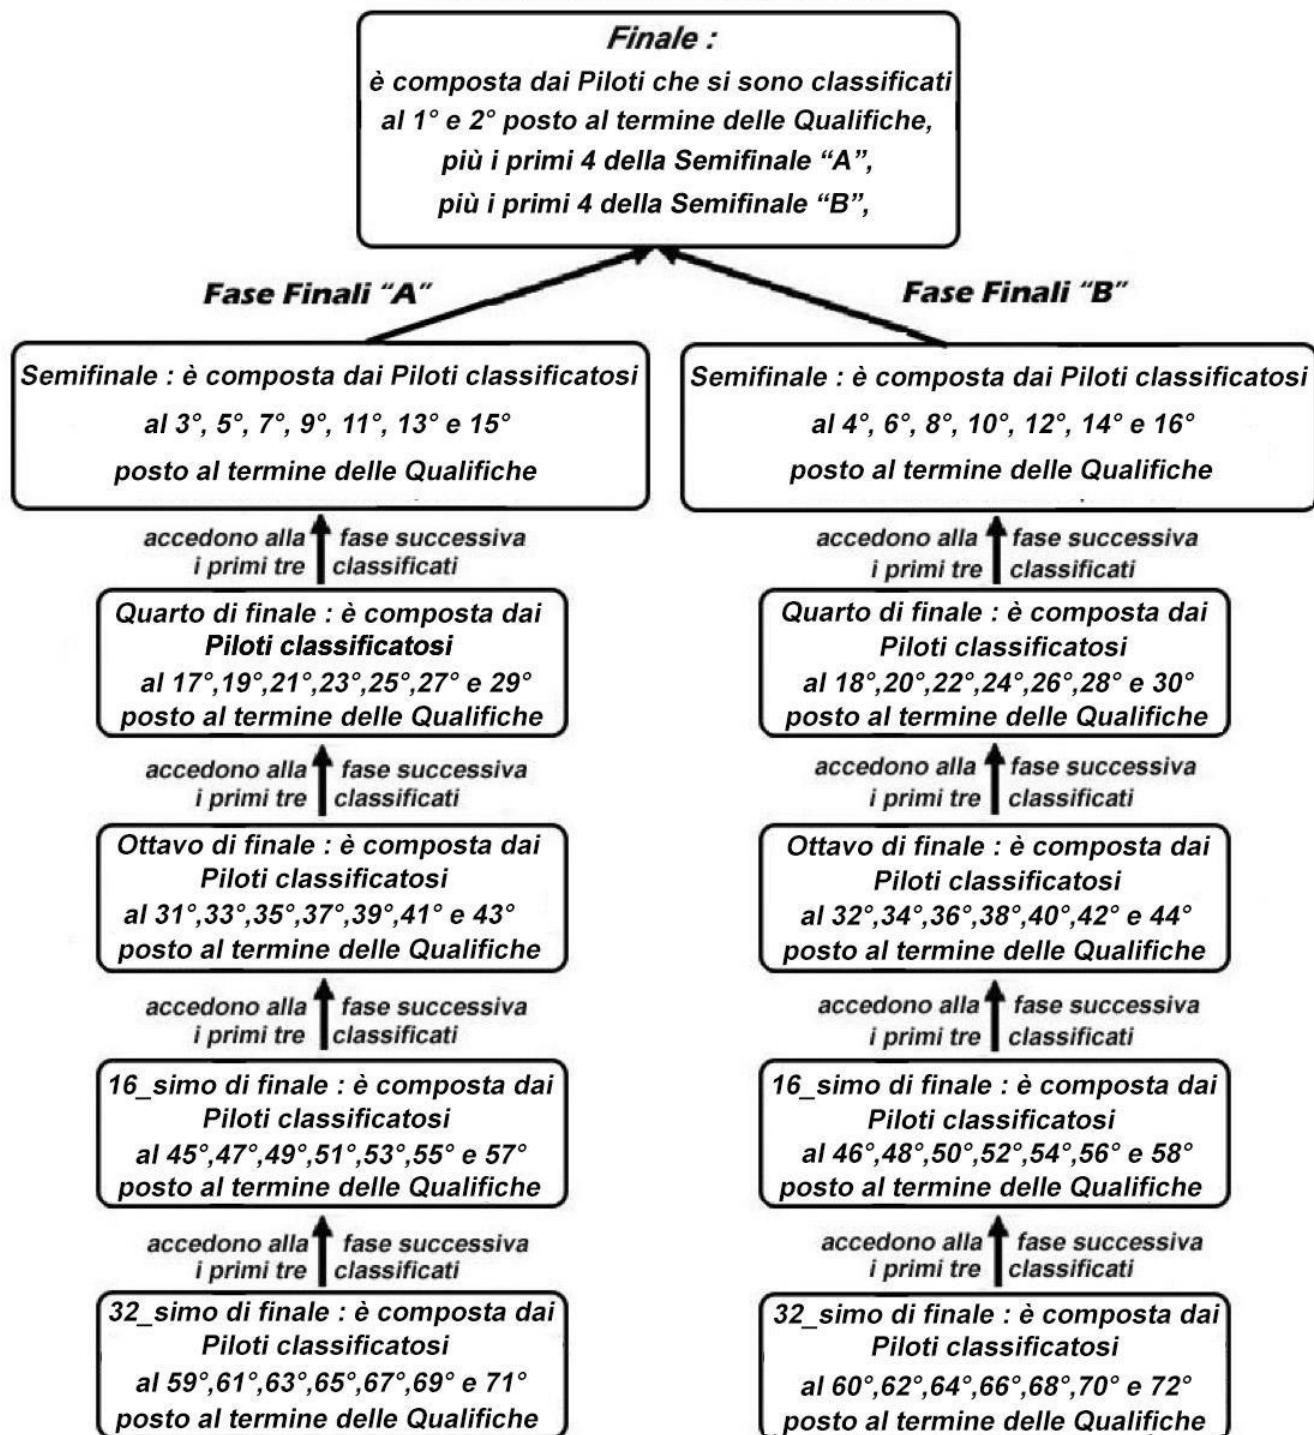 Finale :
è composta dai Piloti che si sono classificati
al 1° e 2° posto al termine delle Qualifiche,
più i primi 4 della Semifinale “A”,
più i primi 4 della Semifinale “B”,
Fase Finali “A”
Fase Finali “B”
Semifinale : è composta dai Piloti classificatosi
al 3°, 5°, 7°, 9°, 11°, 13° e 15°
posto al termine delle Qualifiche
Semifinale : è composta dai Piloti classificatosi
al 4°, 6°, 8°, 10°, 12°, 14° e 16°
posto al termine delle Qualifiche
accedono alla fase successiva
i primi tre classificati
accedono alla fase successiva
i primi tre classificati
Quarto di finale : è composta dai
Piloti classificatosi
al 17°,19°,21°,23°,25°,27° e 29°
posto al termine delle Qualifiche
Quarto di finale : è composta dai
Piloti classificatosi
al 18°,20°,22°,24°,26°,28° e 30°
posto al termine delle Qualifiche
accedono alla fase successiva
i primi tre classificati
accedono alla fase successiva
i primi tre classificati
Ottavo di finale : è composta dai
Piloti classificatosi
al 31°,33°,35°,37°,39°,41° e 43°
posto al termine delle Qualifiche
Ottavo di finale : è composta dai
Piloti classificatosi
al 32°,34°,36°,38°,40°,42° e 44°
posto al termine delle Qualifiche
accedono alla fase successiva
i primi tre classificati
accedono alla fase successiva
i primi tre classificati
16_simo di finale : è composta dai
Piloti classificatosi
al 45°,47°,49°,51°,53°,55° e 57°
posto al termine delle Qualifiche
16_simo di finale : è composta dai
Piloti classificatosi
al 46°,48°,50°,52°,54°,56° e 58°
posto al termine delle Qualifiche
accedono alla fase successiva
i primi tre classificati
accedono alla fase successiva
i primi tre classificati
32_simo di finale : è composta dai
Piloti classificatosi
al 59°,61°,63°,65°,67°,69° e 71°
posto al termine delle Qualifiche
32_simo di finale : è composta dai
Piloti classificatosi
al 60°,62°,64°,66°,68°,70° e 72°
posto al termine delle Qualifiche